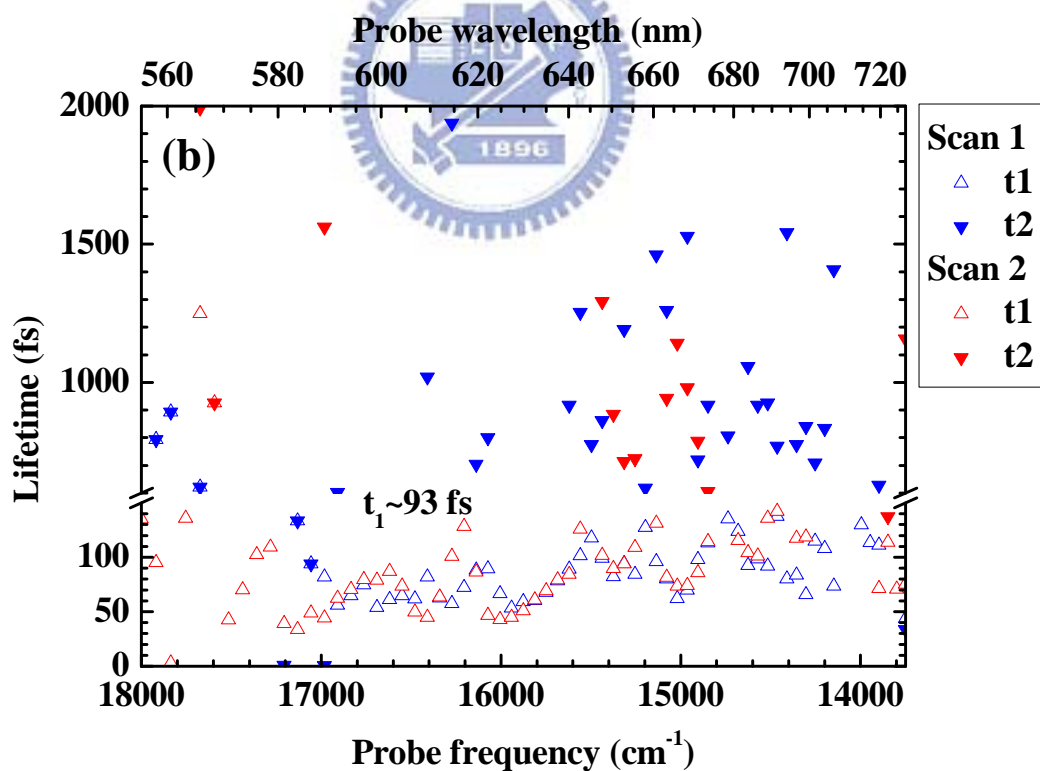 Probe wavelength (nm)
560 580 600 620 640 660 680 700 720
2000
(b)
1896
1500
1000
t₁~93 fs
100
50
0
18000 17000 16000 15000 14000
Lifetime (fs)
Probe frequency (cm⁻¹)
Scan 1
t1
t2
Scan 2
t1
t2